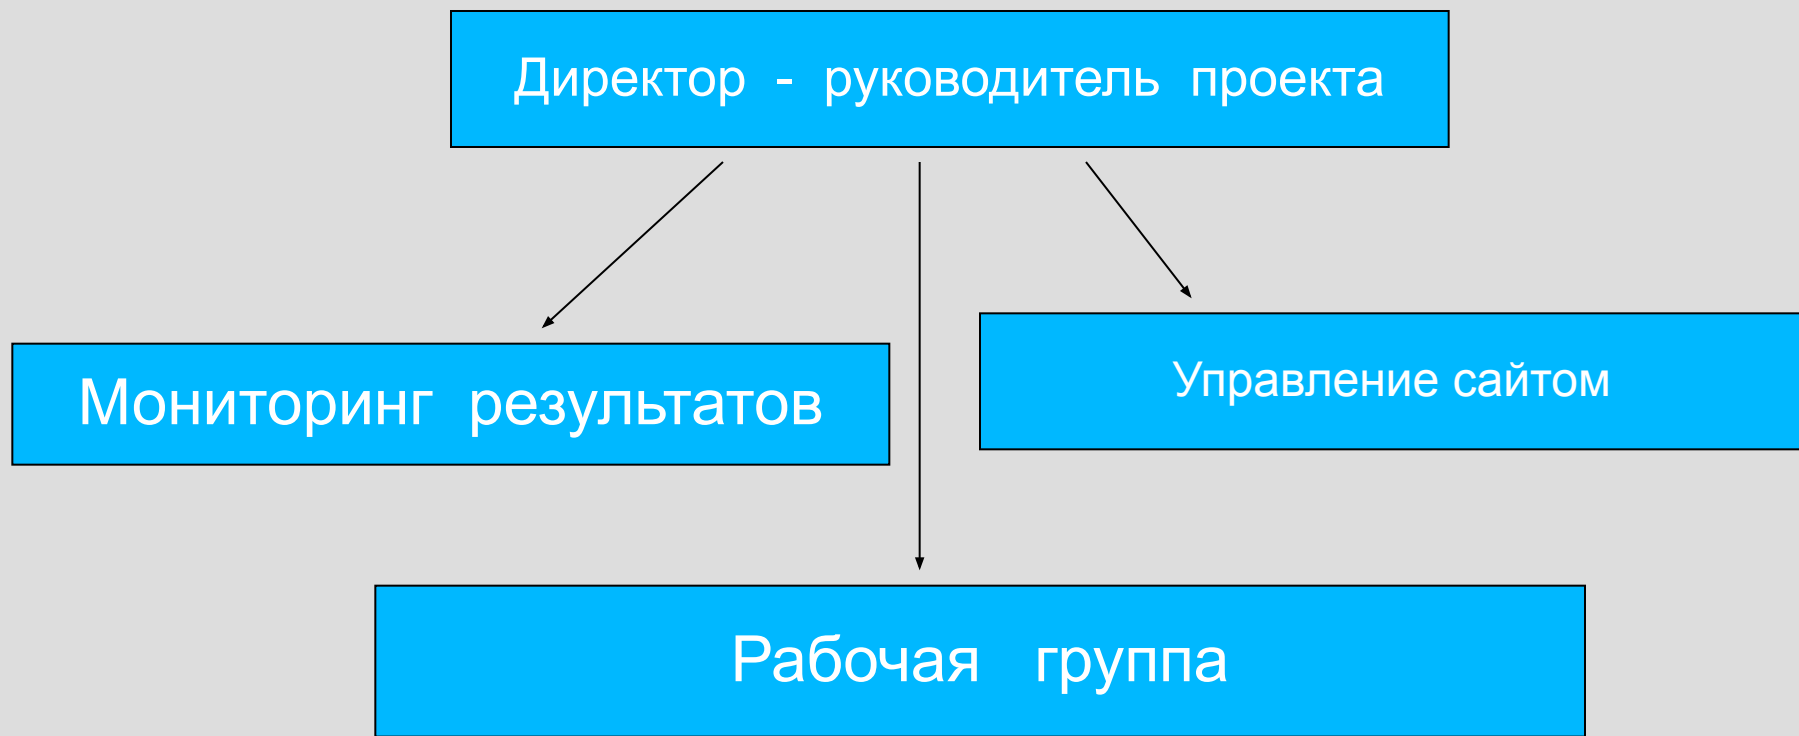 Директор - руководитель проекта
Мониторинг результатов
Управление сайтом
Рабочая группа